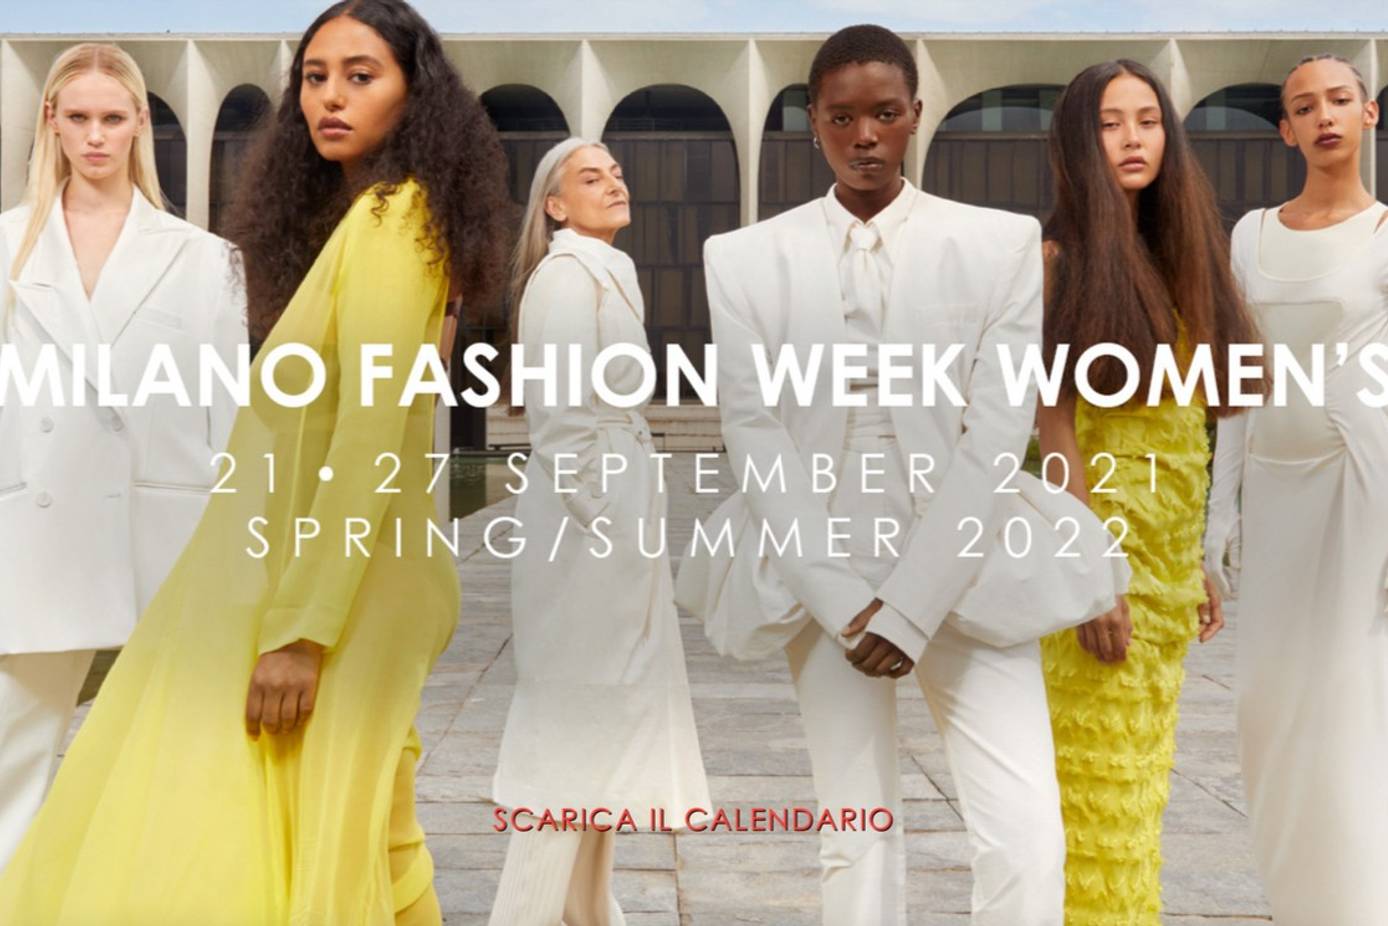 MILANO FASHION WEEK WOMEN'S
21 • 27 SEPTEMBER 2021
SPRING/SUMMER 2022
SCARICA IL CALENDARIO